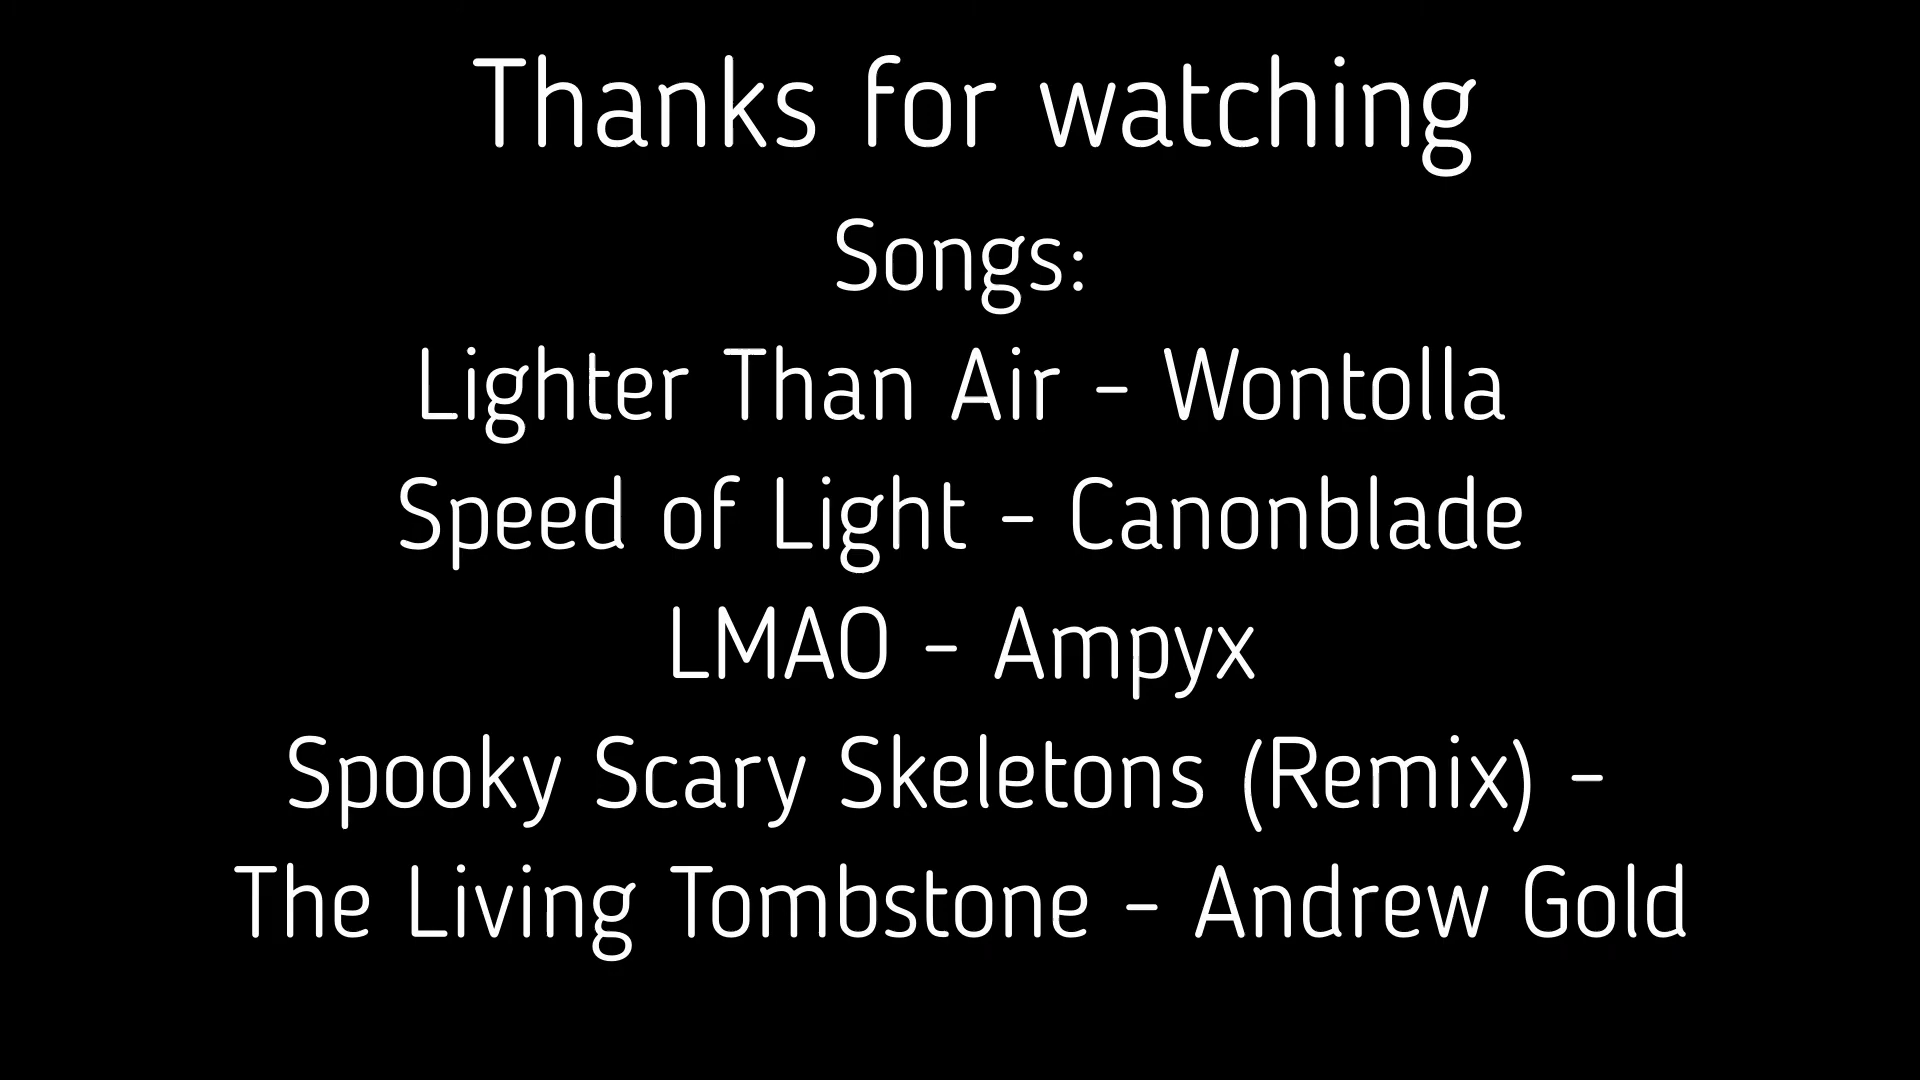 Thanks for watching
Songs:
Lighter Than Air - Wontolla
Speed of Light - Canonblade
LMAO - Ampyx
Spooky Scary Skeletons (Remix) -
The Living Tombstone - Andrew Gold